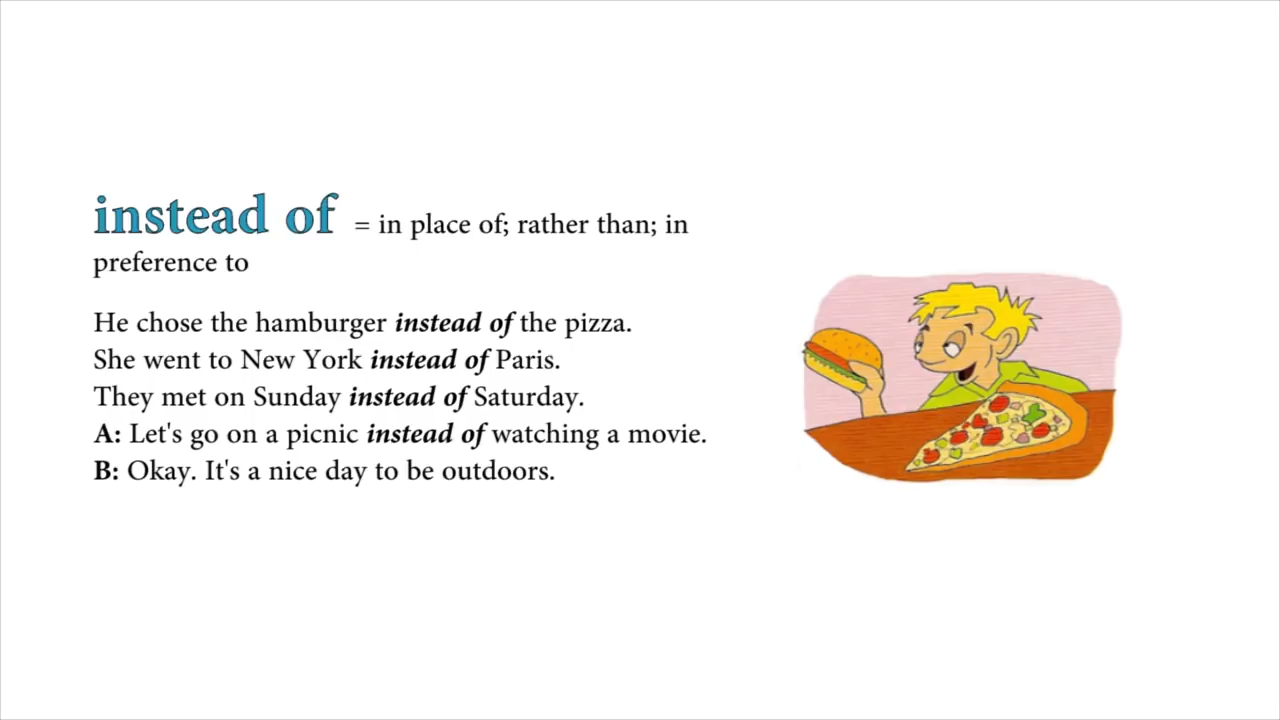 instead of = in place of; rather than; in
preference to
He chose the hamburger instead of the pizza.
She went to New York instead of Paris.
They met on Sunday instead of Saturday.
A: Let's go on a picnic instead of watching a movie.
B: Okay. It's a nice day to be outdoors.